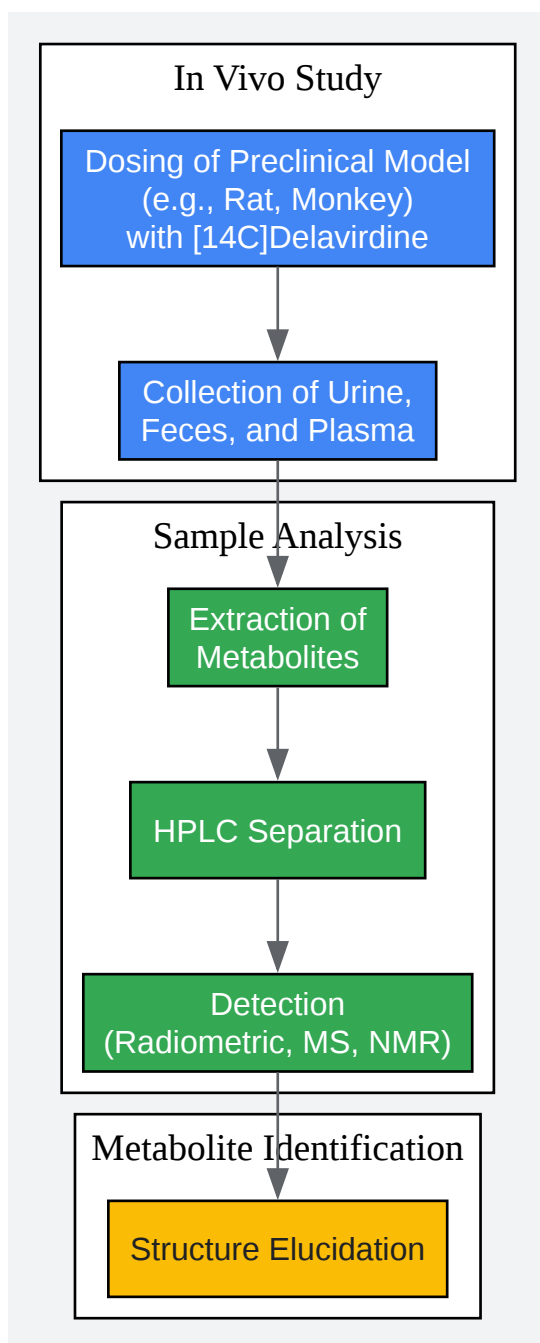 In Vivo Study
Dosing of Preclinical Model
(e.g., Rat, Monkey)
with [14C]Delavirdine
Collection of Urine,
Feces, and Plasma
Sample Analysis
Extraction of
Metabolites
HPLC Separation
Detection
(Radiometric, MS, NMR)
Metabolite Identification
Structure Elucidation